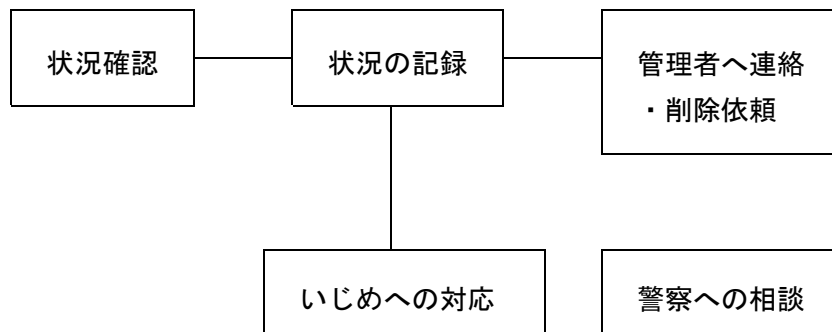 状況確認
状況の記録
管理者へ連絡
・削除依頼
いじめへの対応
警察への相談